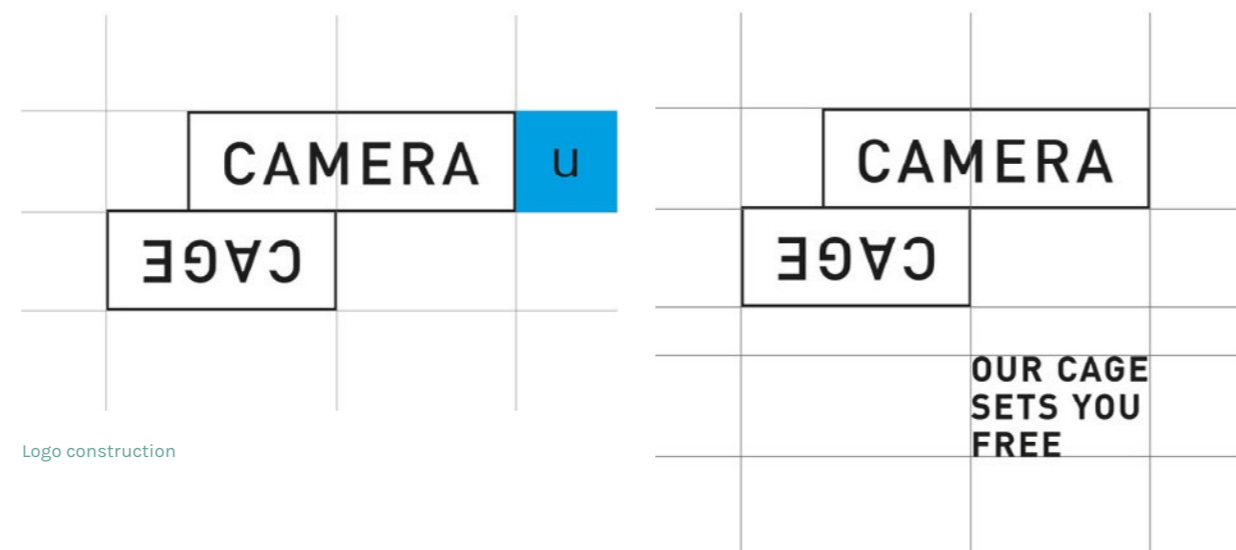 CAMERA
u
CAGE
Logo construction
CAMERA
CAGE
OUR CAGE
SETS YOU
FREE